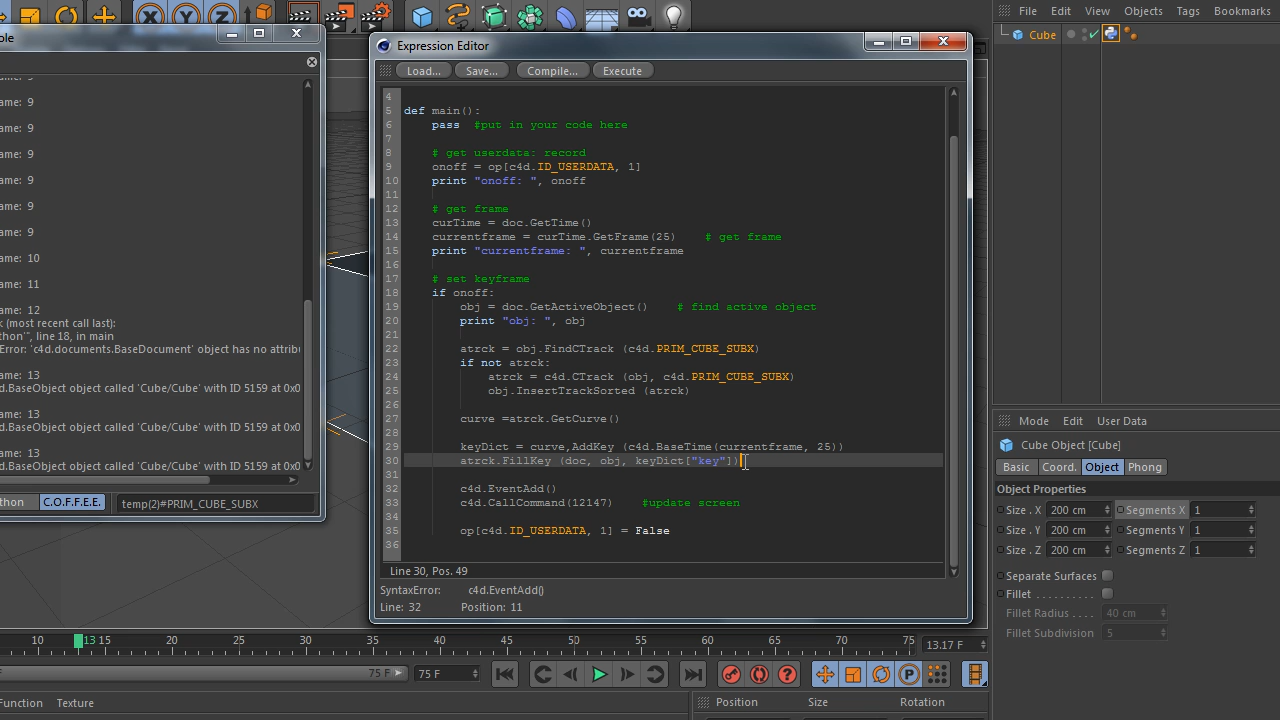 File Edit View Objects Tags Bookmarks
ole
Expression Editor
Cube
Load... Save... Compile... Execute
4
5 def main():
6 pass #put in your code here
7
8 # get userdata: record
9 onoff = op[c4d.ID_USERDATA, 1]
10 print "onoff: ", onoff
11
12 # get frame
13 curTime = doc.GetTime()
14 currentframe = curTime.GetFrame(25) # get frame
15 print "currentframe: ", currentframe
16
17 # set keyframe
18 if onoff:
19 obj = doc.GetActiveObject() # find active object
20 print "obj: ", obj
21
22 atrck = obj.FindCTrack (c4d.PRIM_CUBE_SUBX)
23 if not atrck:
24 atrck = c4d.CTrack (obj, c4d.PRIM_CUBE_SUBX)
25 obj.InsertTrackSorted (atrck)
26
27 curve =atrck.GetCurve()
28
29 keyDict = curve,AddKey (c4d.BaseTime(currentframe, 25))
30 atrck.FillKey (doc, obj, keyDict["key"])
31
32 c4d.EventAdd()
33 c4d.CallCommand(12147) #update screen
34
35 op[c4d.ID_USERDATA, 1] = False
36
Line 30, Pos. 49
SyntaxError: c4d.EventAdd()
Line: 32 Position: 11
ame: 9
ame: 9
ame: 9
ame: 9
ame: 9
ame: 9
ame: 10
ame: 11
ame: 12
k (most recent call last):
thon'", line 18, in main
Error: 'c4d.documents.BaseDocument' object has no attribu
ame: 13
d.BaseObject object called 'Cube/Cube' with ID 5159 at 0x0
ame: 13
d.BaseObject object called 'Cube/Cube' with ID 5159 at 0x0
ame: 13
d.BaseObject object called 'Cube/Cube' with ID 5159 at 0x0
thon C.O.F.F.E.E. temp(2)#PRIM_CUBE_SUBX
Mode Edit User Data
Cube Object [Cube]
Basic Coord. Object Phong
Object Properties
Size . X 200 cm Segments X 1
Size . Y 200 cm Segments Y 1
Size . Z 200 cm Segments Z 1
Separate Surfaces
Fillet . . . . . . . . . .
Fillet Radius . . . . 40 cm
Fillet Subdivision 5
10 13 15 20 25 30 35 40 45 50 55 60 65 70 75 13.17 F
F 75 F 75 F
Function Texture
Position Size Rotation